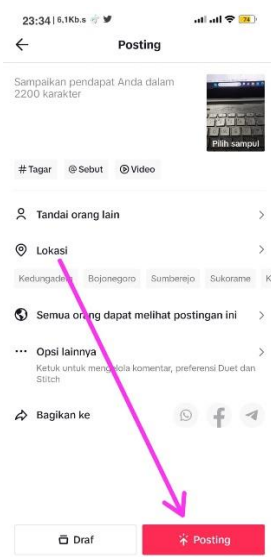 23:34 | 6,1Kb.s 74
Posting
Sampaikan pendapat Anda dalam
2200 karakter
Pilih sampul
# Tagar @ Sebut Video
Tandai orang lain
Lokasi
Kedungadem Bojonegoro Sumberejo Sukorame K
Semua orang dapat melihat postingan ini
Opsi lainnya
Ketuk untuk mengelola komentar, preferensi Duet dan
Stitch
Bagikan ke
Draf Posting